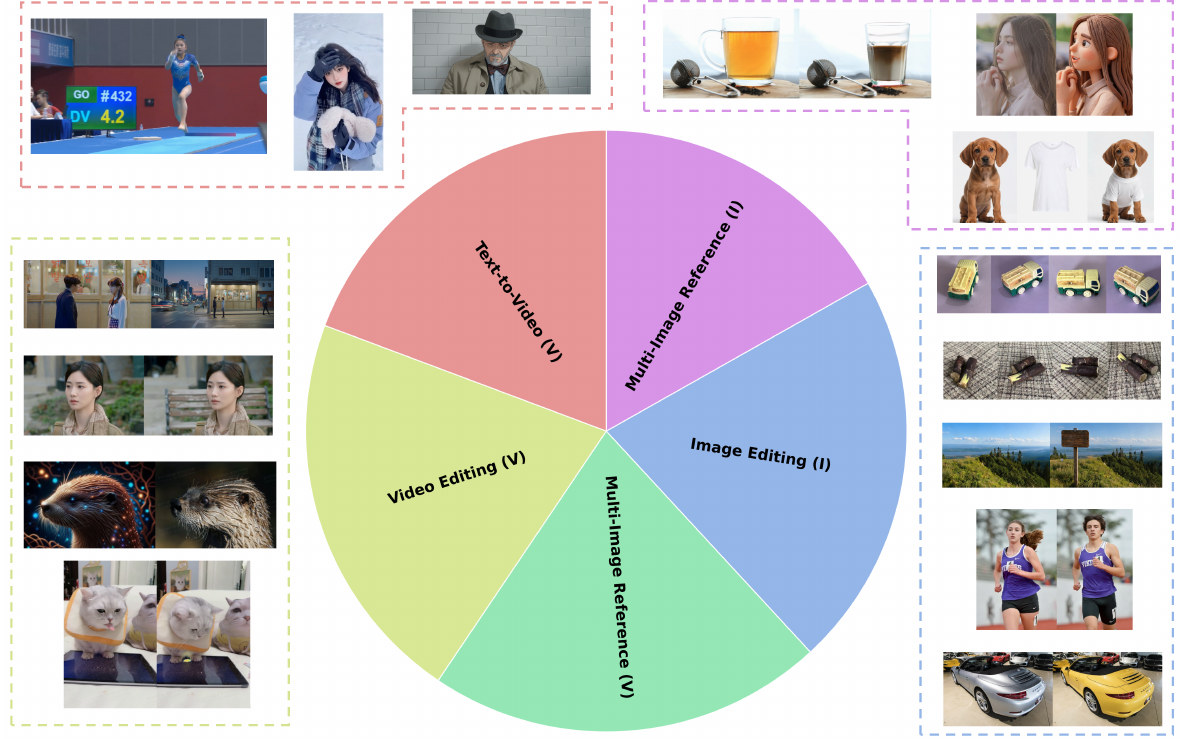 GO #432
DV 4.2
Text-to-Video (V)
Multi-Image Reference (I)
Video Editing (V)
Image Editing (I)
Multi-Image Reference (V)